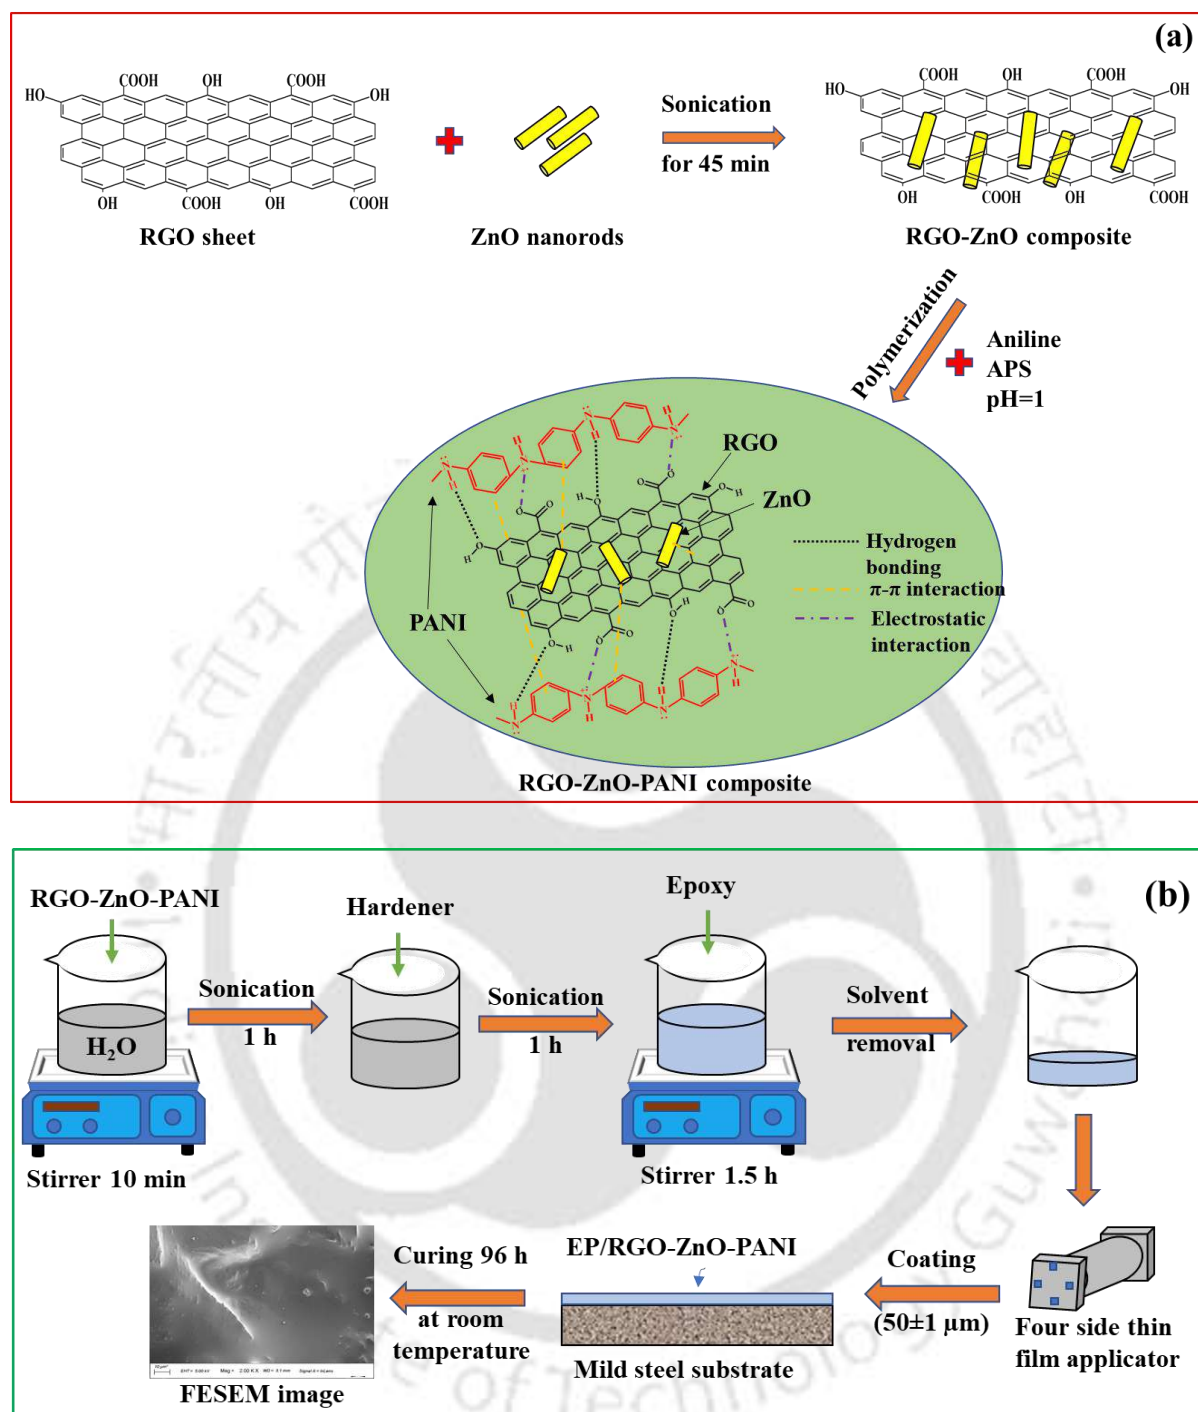 (a)
HO COOH OH COOH OH
OH COOH OH COOH
RGO sheet
ZnO nanorods
Sonication
for 45 min
HO COOH OH COOH OH
OH COOH OH COOH
RGO-ZnO composite
Polymerization
Aniline
APS
pH=1
RGO
ZnO
PANI
Hydrogen
bonding
π-π interaction
Electrostatic
interaction
RGO-ZnO-PANI composite
(b)
RGO-ZnO-PANI
H₂O
Stirrer 10 min
Sonication
1 h
Hardener
Sonication
1 h
Epoxy
Stirrer 1.5 h
Solvent
removal
Four side thin
film applicator
Coating
(50±1 µm)
EP/RGO-ZnO-PANI
Mild steel substrate
Curing 96 h
at room
temperature
FESEM image